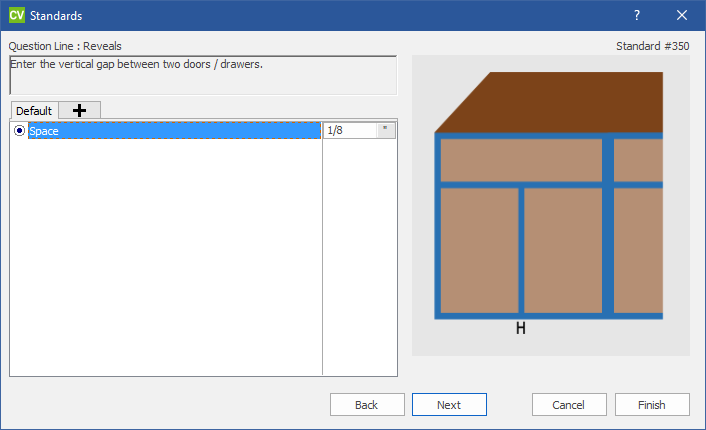 CV Standards ?
Question Line : Reveals
Standard #350
Enter the vertical gap between two doors / drawers.
Default
Space 1/8 "
H
Back Next Cancel Finish